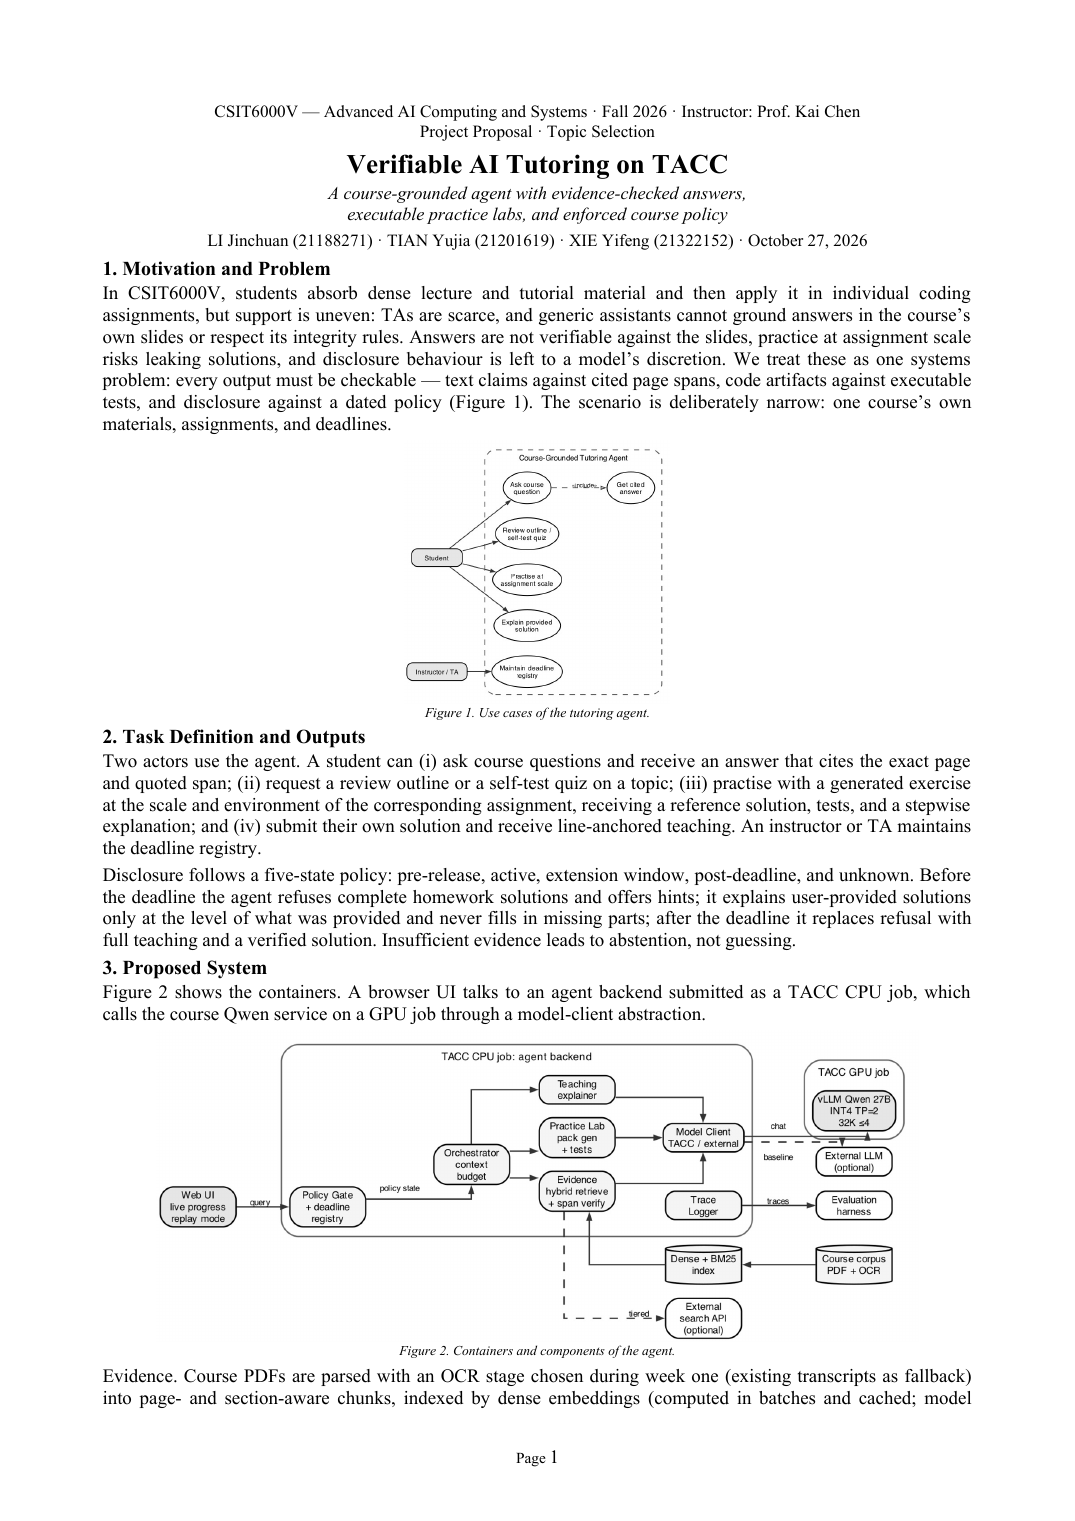 CSIT6000V — Advanced AI Computing and Systems · Fall 2026 · Instructor: Prof. Kai Chen
Project Proposal · Topic Selection
Verifiable AI Tutoring on TACC
A course-grounded agent with evidence-checked answers,
executable practice labs, and enforced course policy
LI Jinchuan (21188271) · TIAN Yujia (21201619) · XIE Yifeng (21322152) · October 27, 2026
1. Motivation and Problem
In CSIT6000V, students absorb dense lecture and tutorial material and then apply it in individual coding
assignments, but support is uneven: TAs are scarce, and generic assistants cannot ground answers in the course's
own slides or respect its integrity rules. Answers are not verifiable against the slides, practice at assignment scale
risks leaking solutions, and disclosure behaviour is left to a model's discretion. We treat these as one systems
problem: every output must be checkable — text claims against cited page spans, code artifacts against executable
tests, and disclosure against a dated policy (Figure 1). The scenario is deliberately narrow: one course's own
materials, assignments, and deadlines.
Course-Grounded Tutoring Agent
Ask course
question
«include»
Get cited
answer
Review outline /
self-test quiz
Student
Practise at
assignment scale
Explain provided
solution
Instructor / TA
Maintain deadline
registry
Figure 1. Use cases of the tutoring agent.
2. Task Definition and Outputs
Two actors use the agent. A student can (i) ask course questions and receive an answer that cites the exact page
and quoted span; (ii) request a review outline or a self-test quiz on a topic; (iii) practise with a generated exercise
at the scale and environment of the corresponding assignment, receiving a reference solution, tests, and a stepwise
explanation; and (iv) submit their own solution and receive line-anchored teaching. An instructor or TA maintains
the deadline registry.
Disclosure follows a five-state policy: pre-release, active, extension window, post-deadline, and unknown. Before
the deadline the agent refuses complete homework solutions and offers hints; it explains user-provided solutions
only at the level of what was provided and never fills in missing parts; after the deadline it replaces refusal with
full teaching and a verified solution. Insufficient evidence leads to abstention, not guessing.
3. Proposed System
Figure 2 shows the containers. A browser UI talks to an agent backend submitted as a TACC CPU job, which
calls the course Qwen service on a GPU job through a model-client abstraction.
TACC CPU job: agent backend
TACC GPU job
Teaching
explainer
vLLM Qwen 27B
INT4 TP=2
32K ≤4
Practice Lab
pack gen
+ tests
Model Client
TACC / external
chat
baseline
External LLM
(optional)
Orchestrator
context
budget
Evidence
hybrid retrieve
+ span verify
policy state
Web UI
live progress
replay mode
query
Policy Gate
+ deadline
registry
Trace
Logger
traces
Evaluation
harness
Dense + BM25
index
Course corpus
PDF + OCR
tiered
External
search API
(optional)
Figure 2. Containers and components of the agent.
Evidence. Course PDFs are parsed with an OCR stage chosen during week one (existing transcripts as fallback)
into page- and section-aware chunks, indexed by dense embeddings (computed in batches and cached; model
Page 1